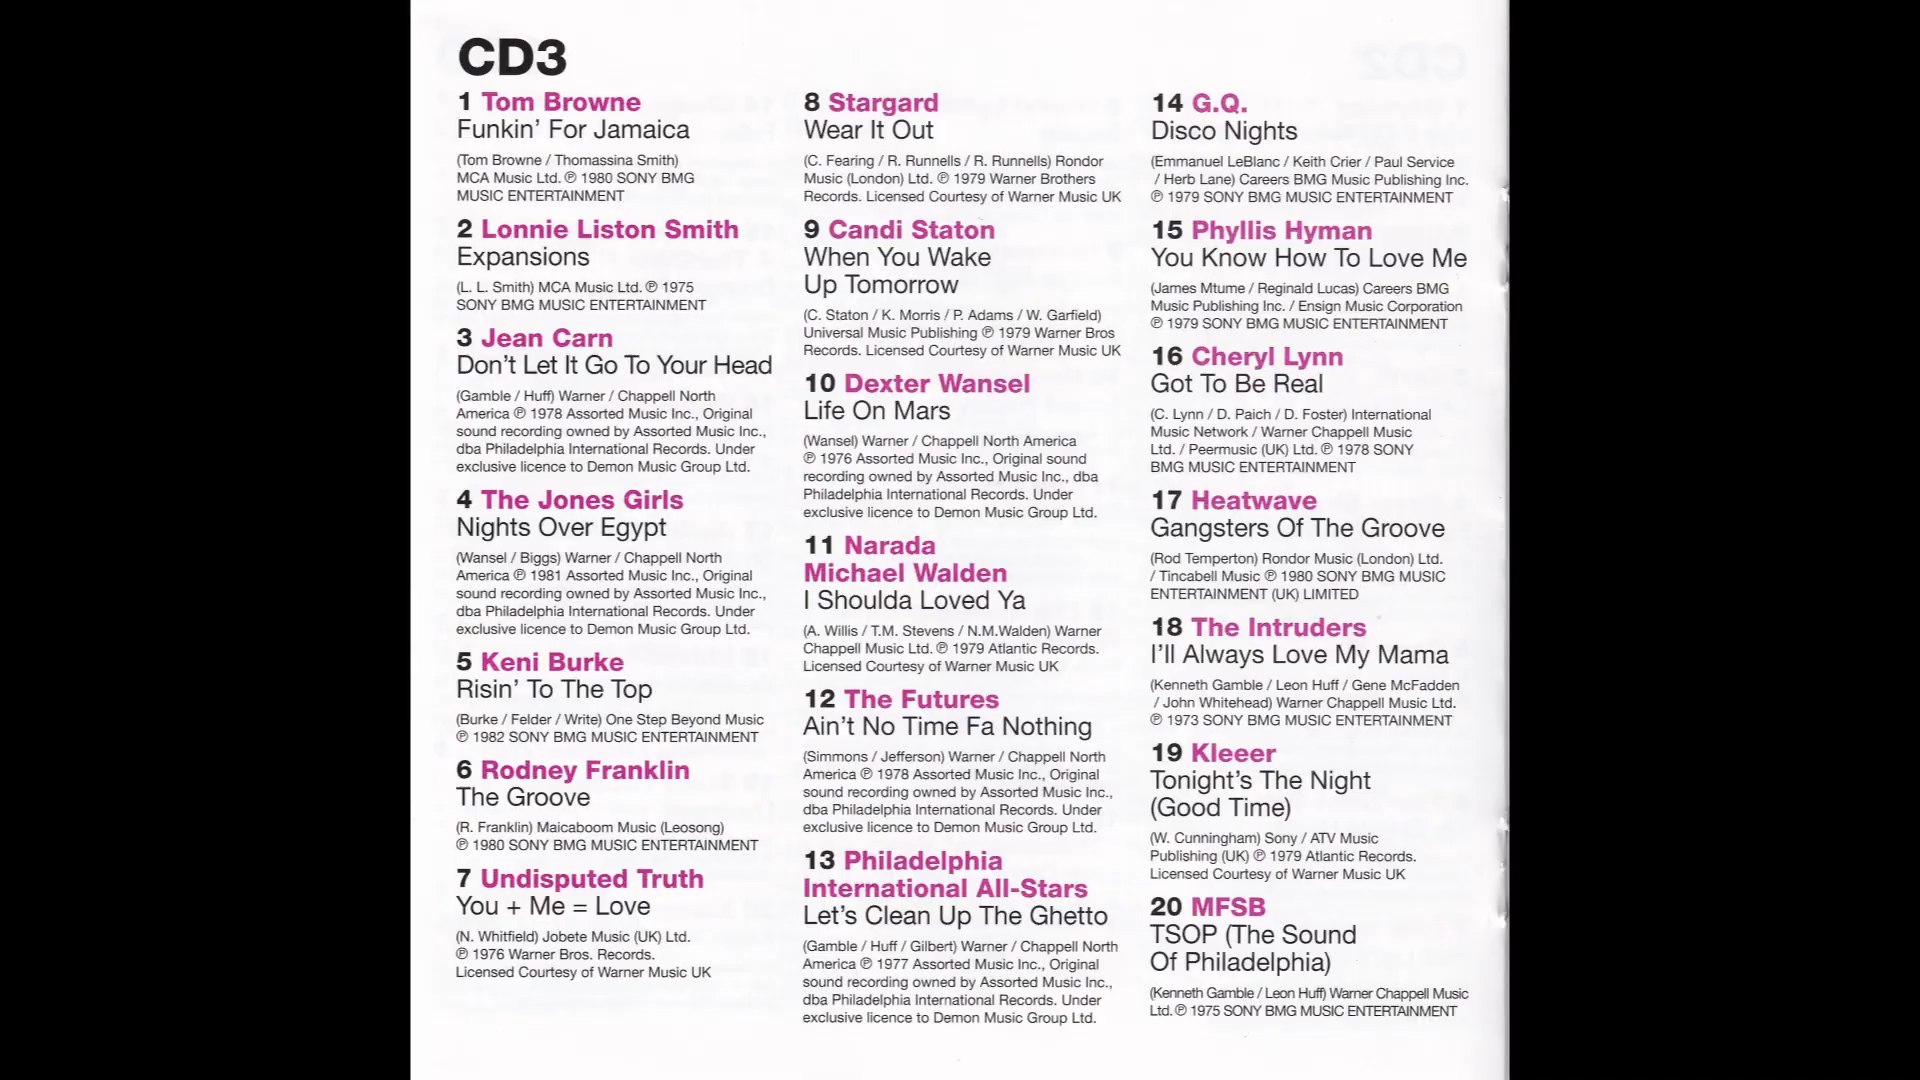 CD3
1 Tom Browne
Funkin' For Jamaica
(Tom Browne / Thomassina Smith)
MCA Music Ltd. ℗ 1980 SONY BMG
MUSIC ENTERTAINMENT
2 Lonnie Liston Smith
Expansions
(L. L. Smith) MCA Music Ltd. ℗ 1975
SONY BMG MUSIC ENTERTAINMENT
3 Jean Carn
Don't Let It Go To Your Head
(Gamble / Huff) Warner / Chappell North
America ℗ 1978 Assorted Music Inc., Original
sound recording owned by Assorted Music Inc.,
dba Philadelphia International Records. Under
exclusive licence to Demon Music Group Ltd.
4 The Jones Girls
Nights Over Egypt
(Wansel / Biggs) Warner / Chappell North
America ℗ 1981 Assorted Music Inc., Original
sound recording owned by Assorted Music Inc.,
dba Philadelphia International Records. Under
exclusive licence to Demon Music Group Ltd.
5 Keni Burke
Risin' To The Top
(Burke / Felder / Write) One Step Beyond Music
℗ 1982 SONY BMG MUSIC ENTERTAINMENT
6 Rodney Franklin
The Groove
(R. Franklin) Maicaboom Music (Leosong)
℗ 1980 SONY BMG MUSIC ENTERTAINMENT
7 Undisputed Truth
You + Me = Love
(N. Whitfield) Jobete Music (UK) Ltd.
℗ 1976 Warner Bros. Records.
Licensed Courtesy of Warner Music UK
8 Stargard
Wear It Out
(C. Fearing / R. Runnells / R. Runnells) Rondor
Music (London) Ltd. ℗ 1979 Warner Brothers
Records. Licensed Courtesy of Warner Music UK
9 Candi Staton
When You Wake
Up Tomorrow
(C. Staton / K. Morris / P. Adams / W. Garfield)
Universal Music Publishing ℗ 1979 Warner Bros
Records. Licensed Courtesy of Warner Music UK
10 Dexter Wansel
Life On Mars
(Wansel) Warner / Chappell North America
℗ 1976 Assorted Music Inc., Original sound
recording owned by Assorted Music Inc., dba
Philadelphia International Records. Under
exclusive licence to Demon Music Group Ltd.
11 Narada
Michael Walden
I Shoulda Loved Ya
(A. Willis / T.M. Stevens / N.M.Walden) Warner
Chappell Music Ltd. ℗ 1979 Atlantic Records.
Licensed Courtesy of Warner Music UK
12 The Futures
Ain't No Time Fa Nothing
(Simmons / Jefferson) Warner / Chappell North
America ℗ 1978 Assorted Music Inc., Original
sound recording owned by Assorted Music Inc.,
dba Philadelphia International Records. Under
exclusive licence to Demon Music Group Ltd.
13 Philadelphia
International All-Stars
Let's Clean Up The Ghetto
(Gamble / Huff / Gilbert) Warner / Chappell North
America ℗ 1977 Assorted Music Inc., Original
sound recording owned by Assorted Music Inc.,
dba Philadelphia International Records. Under
exclusive licence to Demon Music Group Ltd.
14 G.Q.
Disco Nights
(Emmanuel LeBlanc / Keith Crier / Paul Service
/ Herb Lane) Careers BMG Music Publishing Inc.
℗ 1979 SONY BMG MUSIC ENTERTAINMENT
15 Phyllis Hyman
You Know How To Love Me
(James Mtume / Reginald Lucas) Careers BMG
Music Publishing Inc. / Ensign Music Corporation
℗ 1979 SONY BMG MUSIC ENTERTAINMENT
16 Cheryl Lynn
Got To Be Real
(C. Lynn / D. Paich / D. Foster) International
Music Network / Warner Chappell Music
Ltd. / Peermusic (UK) Ltd. ℗ 1978 SONY
BMG MUSIC ENTERTAINMENT
17 Heatwave
Gangsters Of The Groove
(Rod Temperton) Rondor Music (London) Ltd.
/ Tincabell Music ℗ 1980 SONY BMG MUSIC
ENTERTAINMENT (UK) LIMITED
18 The Intruders
I'll Always Love My Mama
(Kenneth Gamble / Leon Huff / Gene McFadden
/ John Whitehead) Warner Chappell Music Ltd.
℗ 1973 SONY BMG MUSIC ENTERTAINMENT
19 Kleeer
Tonight's The Night
(Good Time)
(W. Cunningham) Sony / ATV Music
Publishing (UK) ℗ 1979 Atlantic Records.
Licensed Courtesy of Warner Music UK
20 MFSB
TSOP (The Sound
Of Philadelphia)
(Kenneth Gamble / Leon Huff) Warner Chappell Music
Ltd. ℗ 1975 SONY BMG MUSIC ENTERTAINMENT